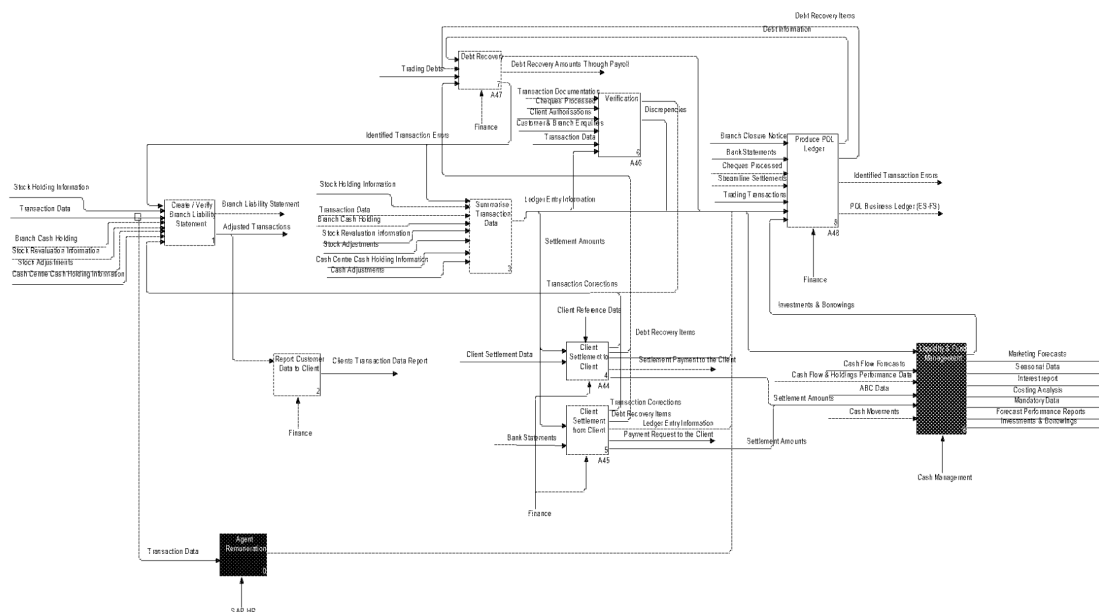 Debt Recovery Items
Debt Information
Debt Recovery
7
A47
Trading Debts
Debt Recovery Amounts Through Payroll
Finance
Transaction Documentation
Cheques Processed
Client Authorisations
Customer & Branch Enquiries
Transaction Data
Verification
A46
Discrepencies
Identified Transaction Errors
Branch Closure Notice
Bank Statements
Cheques Processed
Streamline Settlements
Trading Transactions
Produce POL
Ledger
A48
Identified Transaction Errors
POL Business Ledger (ES-FS)
Finance
Stock Holding Information
Transaction Data
Branch Cash Holding
Stock Revaluation Information
Stock Adjustments
Cash Centre Cash Holding Information
Create / Verify
Branch Liability
Statement
1
Branch Liability Statement
Adjusted Transactions
Stock Holding Information
Transaction Data
Branch Cash Holding
Stock Revaluation Information
Stock Adjustments
Cash Centre Cash Holding Information
Cash Adjustments
Summarise
Transaction
Data
3
Ledger Entry Information
Settlement Amounts
Transaction Corrections
Investments & Borrowings
Client Reference Data
Debt Recovery Items
Client Settlement Data
Client
Settlement to
Client
4
A44
Settlement Payment to the Client
Report Customer
Data to Client
2
Clients Transaction Data Report
Finance
Transaction Corrections
Debt Recovery Items
Ledger Entry Information
Client
Settlement
from Client
5
A45
Bank Statements
Payment Request to the Client
Settlement Amounts
Finance
Cash Flow Forecasts
Cash Flow & Holdings Performance Data
ABC Data
Settlement Amounts
Cash Movements
Management
Marketing Forecasts
Seasonal Data
Interest report
Costing Analysis
Mandatory Data
Forecast Performance Reports
Investments & Borrowings
Cash Management
Agent
Remuneration
0
Transaction Data
SAP HR